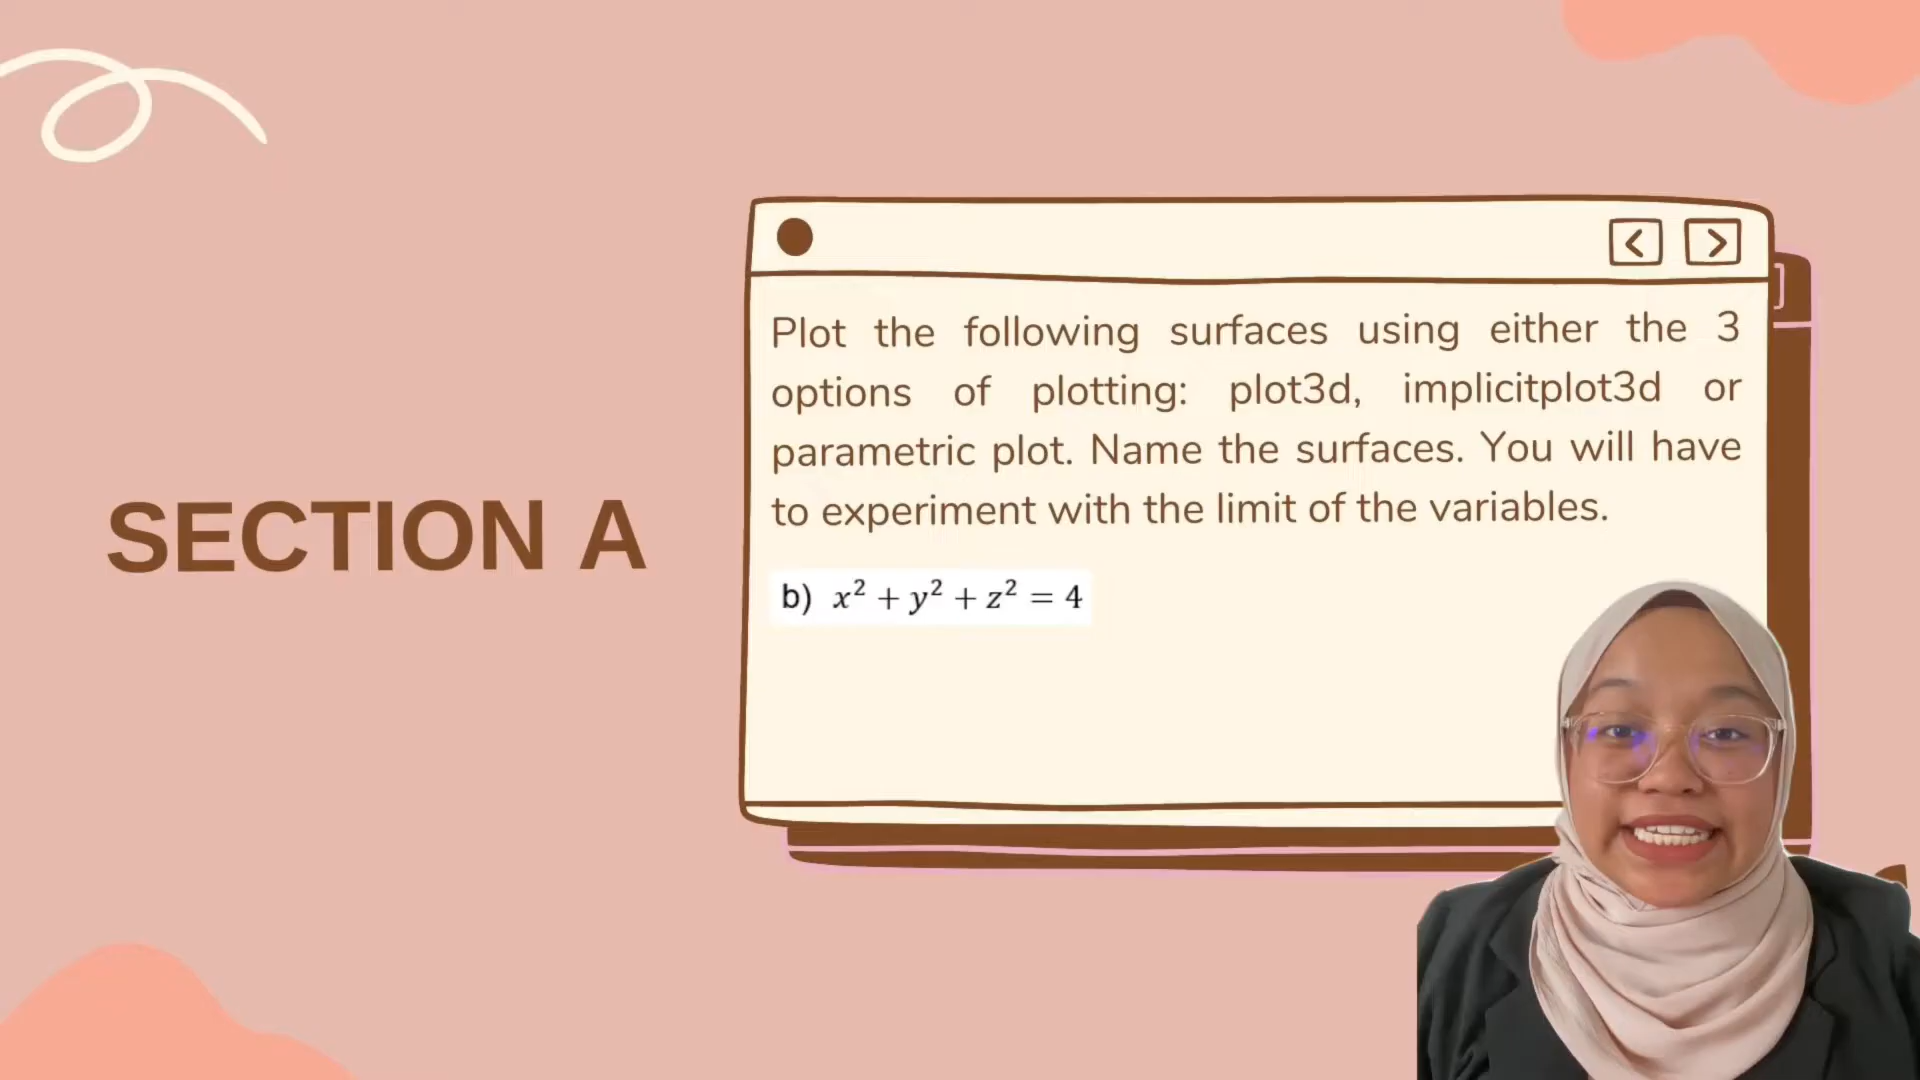 SECTION A
Plot the following surfaces using either the 3
options of plotting: plot3d, implicitplot3d or
parametric plot. Name the surfaces. You will have
to experiment with the limit of the variables.
b) x² + y² + z² = 4